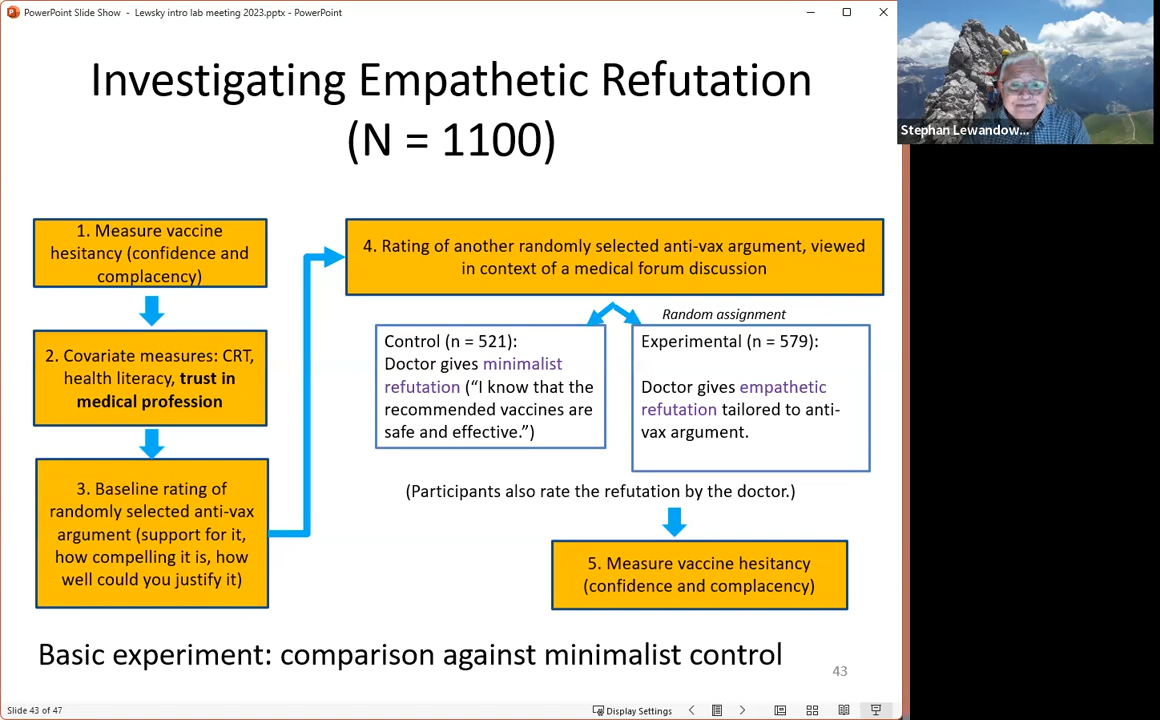 PowerPoint Slide Show - Lewsky intro lab meeting 2023.pptx - PowerPoint
Stephan Lewandow...
Investigating Empathetic Refutation
(N = 1100)
1. Measure vaccine
hesitancy (confidence and
complacency)
2. Covariate measures: CRT,
health literacy, trust in
medical profession
3. Baseline rating of
randomly selected anti-vax
argument (support for it,
how compelling it is, how
well could you justify it)
4. Rating of another randomly selected anti-vax argument, viewed
in context of a medical forum discussion
Random assignment
Control (n = 521):
Doctor gives minimalist
refutation (“I know that the
recommended vaccines are
safe and effective.”)
Experimental (n = 579):
Doctor gives empathetic
refutation tailored to anti-
vax argument.
(Participants also rate the refutation by the doctor.)
5. Measure vaccine hesitancy
(confidence and complacency)
Basic experiment: comparison against minimalist control
43
Slide 43 of 47
Display Settings